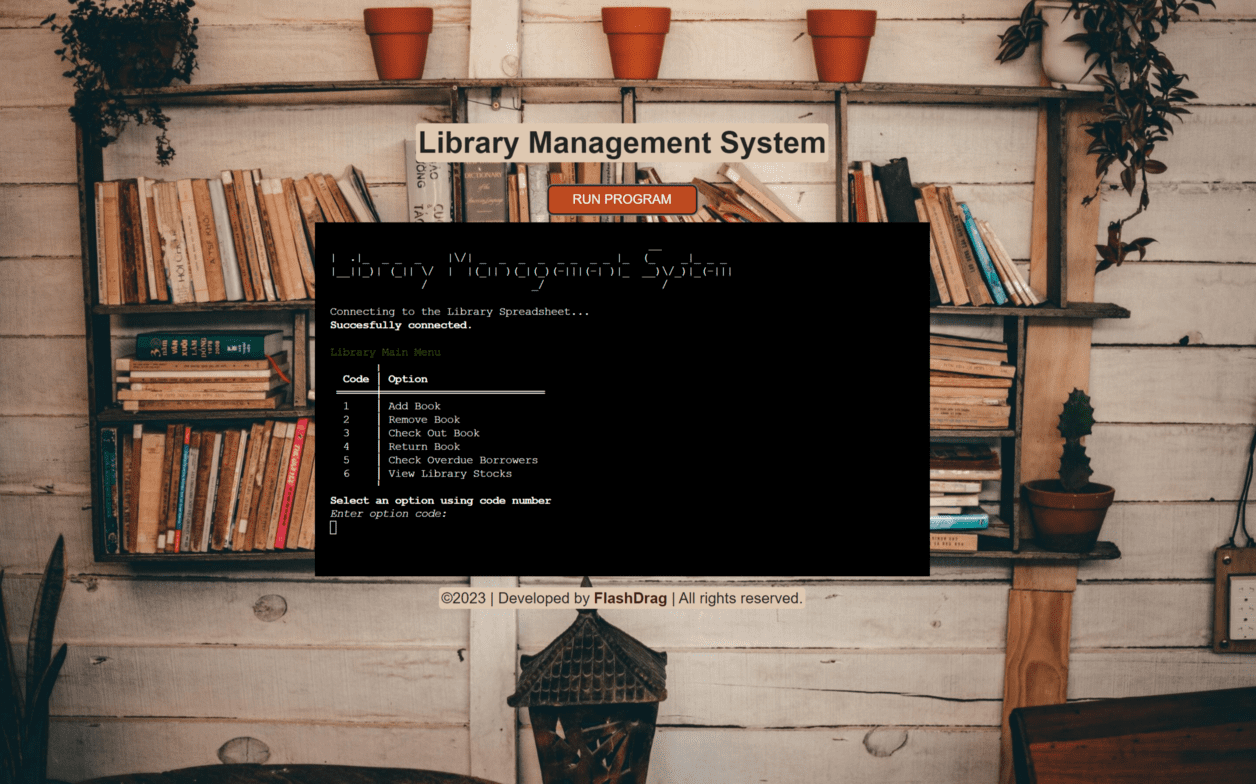 Library Management System
DICTIONARY
of the
RUN PROGRAM
Library Management System
Connecting to the Library Spreadsheet...
Succesfully connected.
Library Main Menu
Code Option
1 Add Book
2 Remove Book
3 Check Out Book
4 Return Book
5 Check Overdue Borrowers
6 View Library Stocks
Select an option using code number
Enter option code:
©2023 | Developed by FlashDrag | All rights reserved.